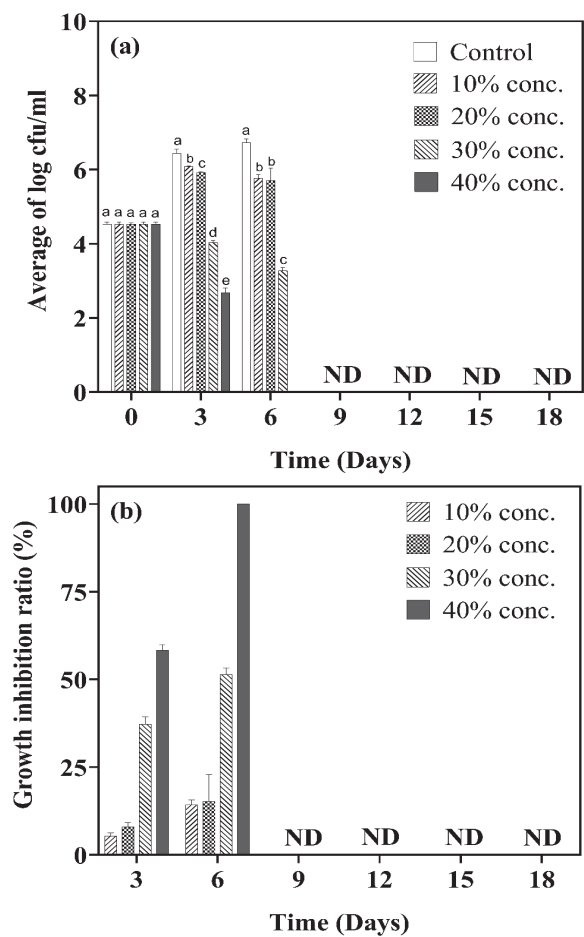 (a)
Control
10% conc.
20% conc.
30% conc.
40% conc.
Average of log cfu/ml
10
8
6
4
2
0
a a a a a
a b c d e
a b b c
ND ND ND ND
0 3 6 9 12 15 18
Time (Days)
(b)
10% conc.
20% conc.
30% conc.
40% conc.
Growth inhibition ratio (%)
100
75
50
25
0
ND ND ND ND
3 6 9 12 15 18
Time (Days)